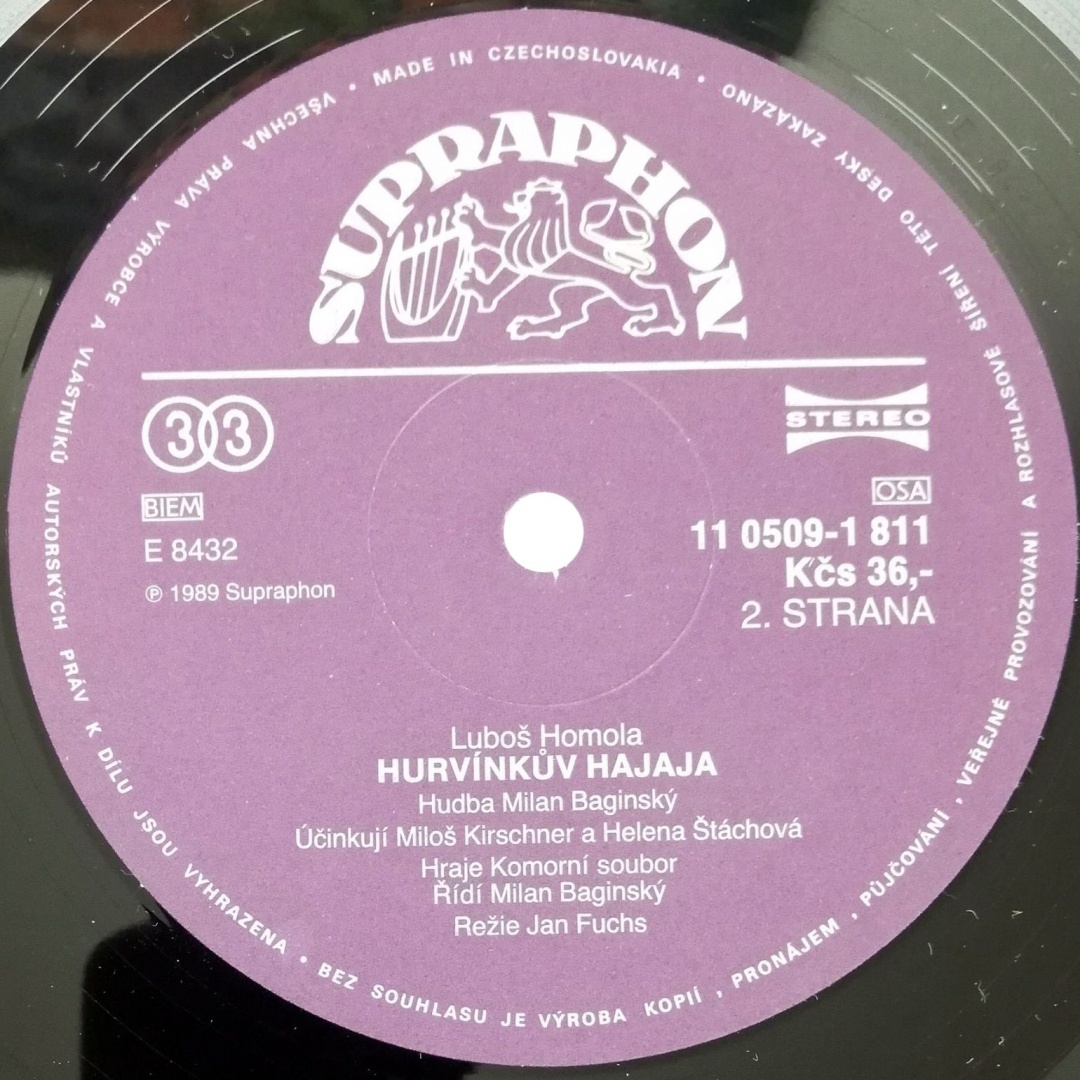 VŠECHNA PRÁVA VÝROBCE A VLASTNÍKŮ AUTORSKÝCH PRÁV K DÍLU JSOU VYHRAZENA • BEZ SOUHLASU JE VÝROBA KOPIÍ , PRONÁJEM , PŮJČOVÁNÍ , VEŘEJNÉ PROVOZOVÁNÍ A ROZHLASOVÉ ŠÍŘENÍ TÉTO DESKY ZAKÁZÁNO • MADE IN CZECHOSLOVAKIA •
SUPRAPHON
33
STEREO
BIEM
OSA
E 8432
11 0509-1 811
Kčs 36,-
℗ 1989 Supraphon
2. STRANA
Luboš Homola
HURVÍNKŮV HAJAJA
Hudba Milan Baginský
Účinkují Miloš Kirschner a Helena Štáchová
Hraje Komorní soubor
Řídí Milan Baginský
Režie Jan Fuchs